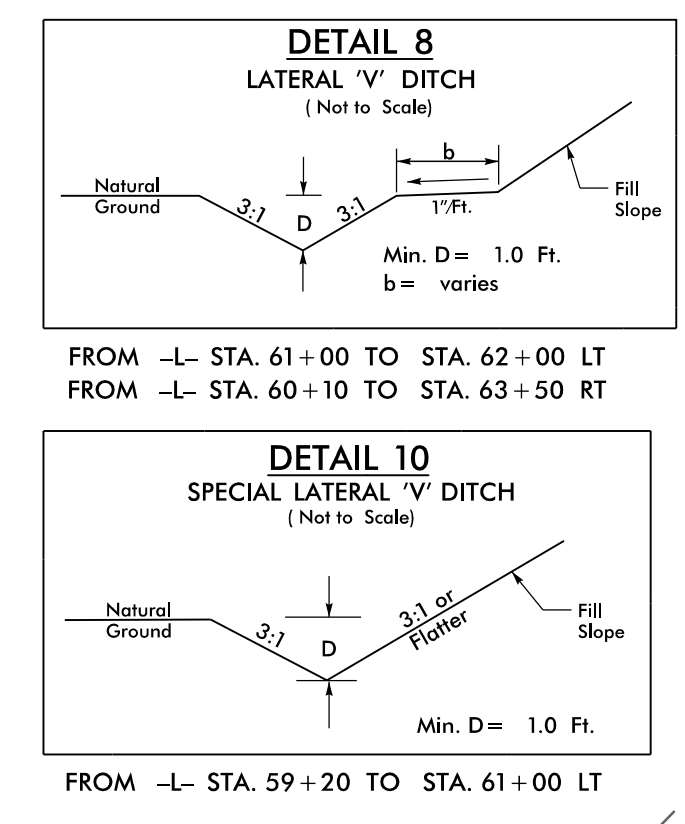 DETAIL 8
LATERAL 'V' DITCH
( Not to Scale)
b
Natural
Ground
3:1
D
3:1
1"/Ft.
Fill
Slope
Min. D = 1.0 Ft.
b = varies
FROM -L- STA. 61+00 TO STA. 62+00 LT
FROM -L- STA. 60+10 TO STA. 63+50 RT
DETAIL 10
SPECIAL LATERAL 'V' DITCH
( Not to Scale)
Natural
Ground
3:1
D
3:1 or
Flatter
Fill
Slope
Min. D = 1.0 Ft.
FROM -L- STA. 59+20 TO STA. 61+00 LT